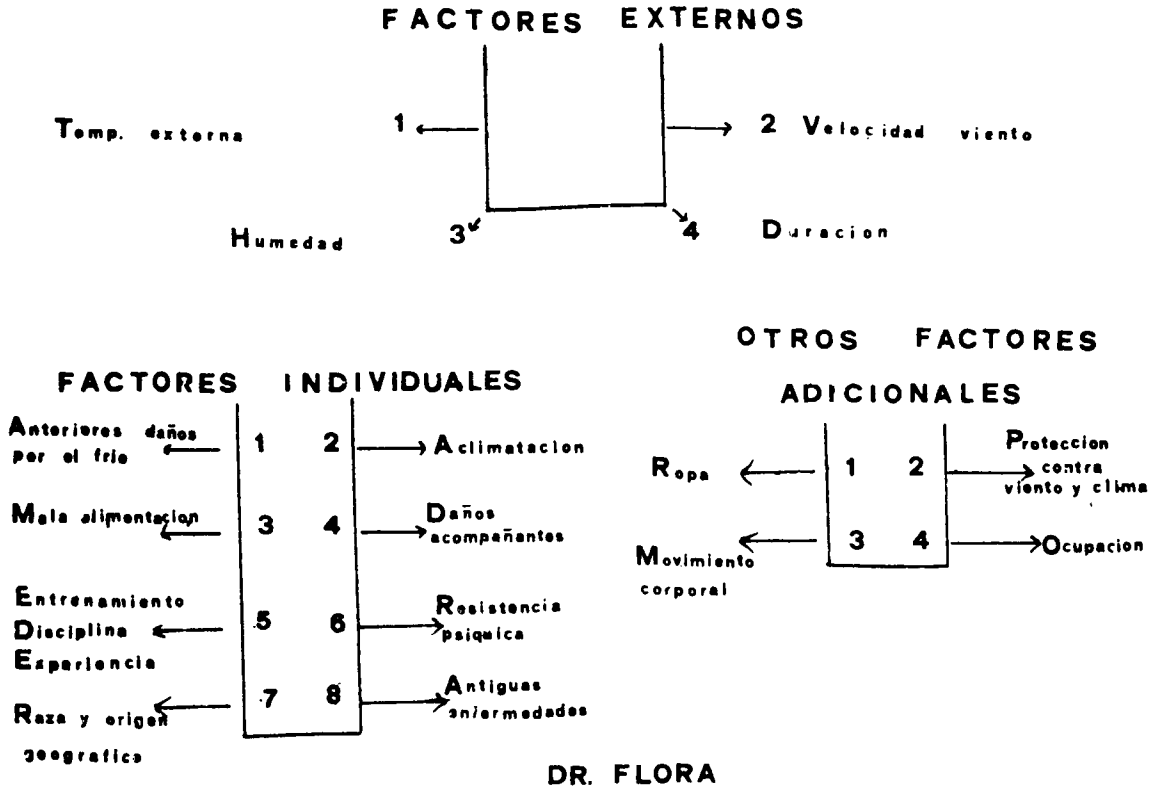 FACTORES EXTERNOS
Temp. externa 1
2 Velocidad viento
Humedad 3
4 Duracion
FACTORES INDIVIDUALES
Anteriores daños
por el frio
1
2 Aclimatacion
Mala alimentacion 3
4 Daños
acompañantes
Entrenamiento
Disciplina
Experiencia
5
6 Resistencia
psiquica
Raza y origen
geografica
7
8 Antiguas
enfermedades
OTROS FACTORES
ADICIONALES
Ropa 1
2 Proteccion
contra
viento y clima
Movimiento
corporal
3
4 Ocupacion
DR. FLORA